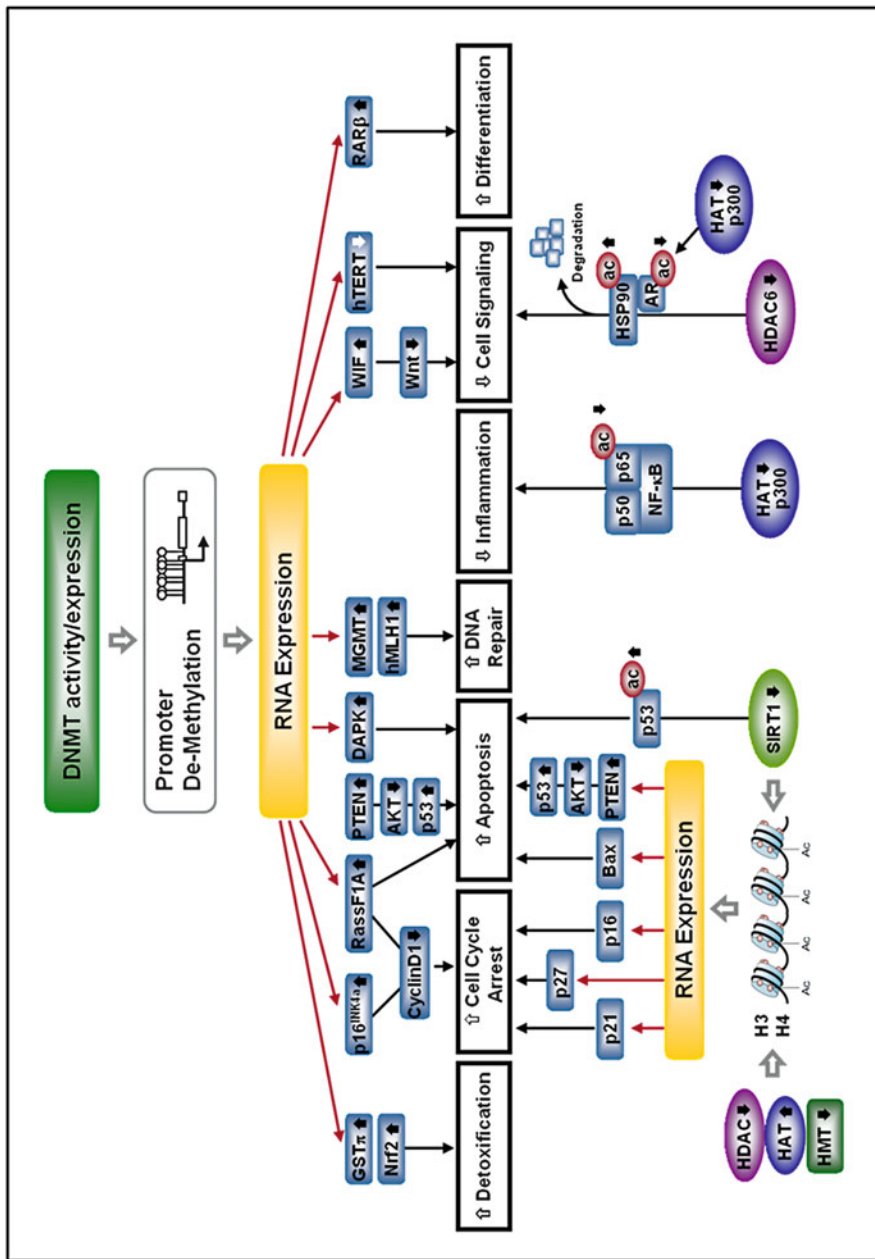 DNMT activity/expression
Promoter
De-Methylation
RNA Expression
GSTπ
Nrf2
p16INK4a
RassF1A
CyclinD1
PTEN
AKT
p53
DAPK
MGMT
hMLH1
WIF
Wnt
hTERT
RARβ
⇧ Detoxification
⇧ Cell Cycle
Arrest
⇧ Apoptosis
⇧ DNA
Repair
⇩ Inflammation
⇩ Cell Signaling
⇧ Differentiation
p21
p27
p16
Bax
p53
AKT
PTEN
ac
p53
ac
p50
p65
NF-κB
Degradation
ac
HSP90
AR
ac
RNA Expression
HDAC
HAT
HMT
H3
H4
Ac
Ac
Ac
Ac
SIRT1
HAT
p300
HDAC6
HAT
p300